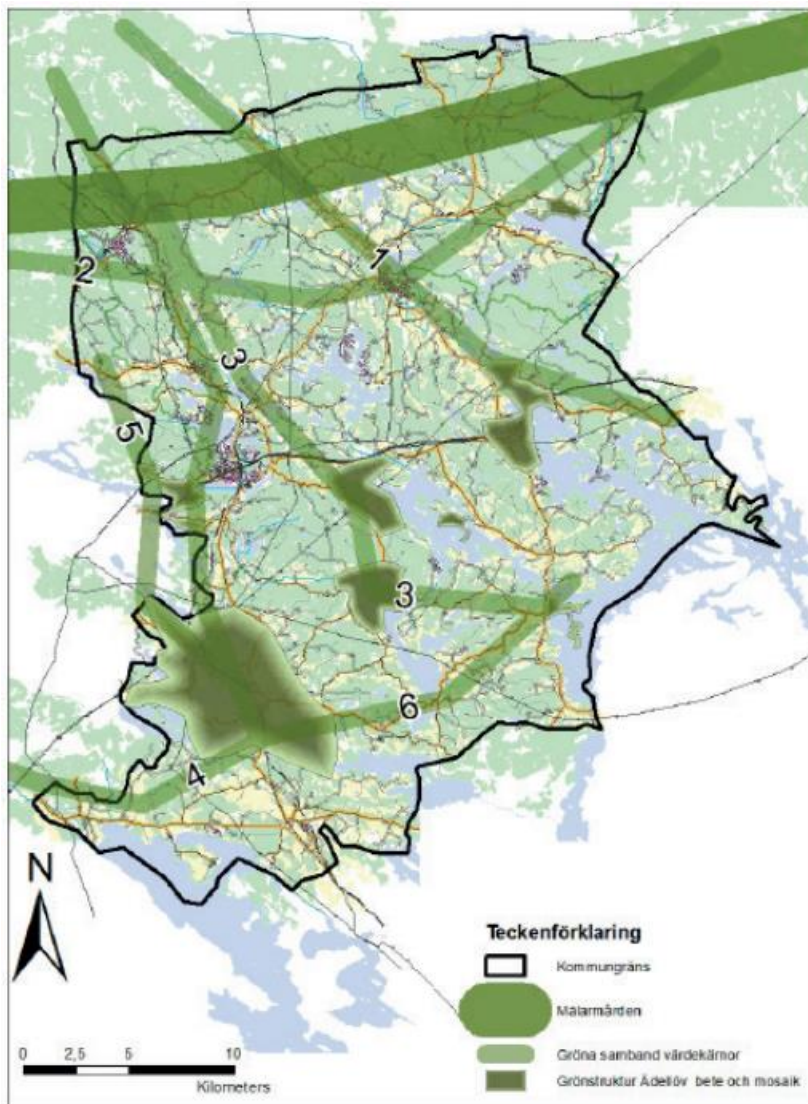 1
2
3
5
3
6
4
N
Teckenförklaring
Kommungräns
Mälarmården
Gröna samband värdekärnor
Grönstruktur Ädellöv bete och mosaik
0 2,5 5 10
Kilometers